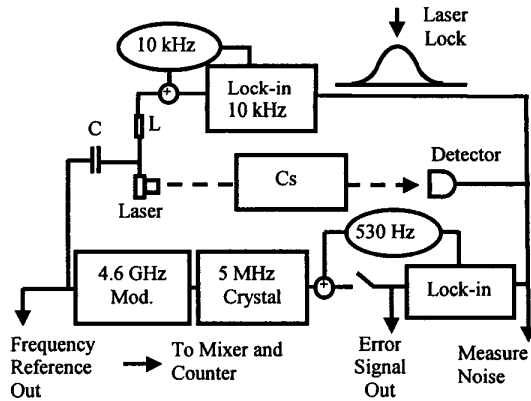 Laser
Lock
10 kHz
Lock-in
10 kHz
C
L
Cs
Detector
Laser
530 Hz
4.6 GHz
Mod.
5 MHz
Crystal
Lock-in
Frequency
Reference
Out
To Mixer and
Counter
Error
Signal
Out
Measure
Noise